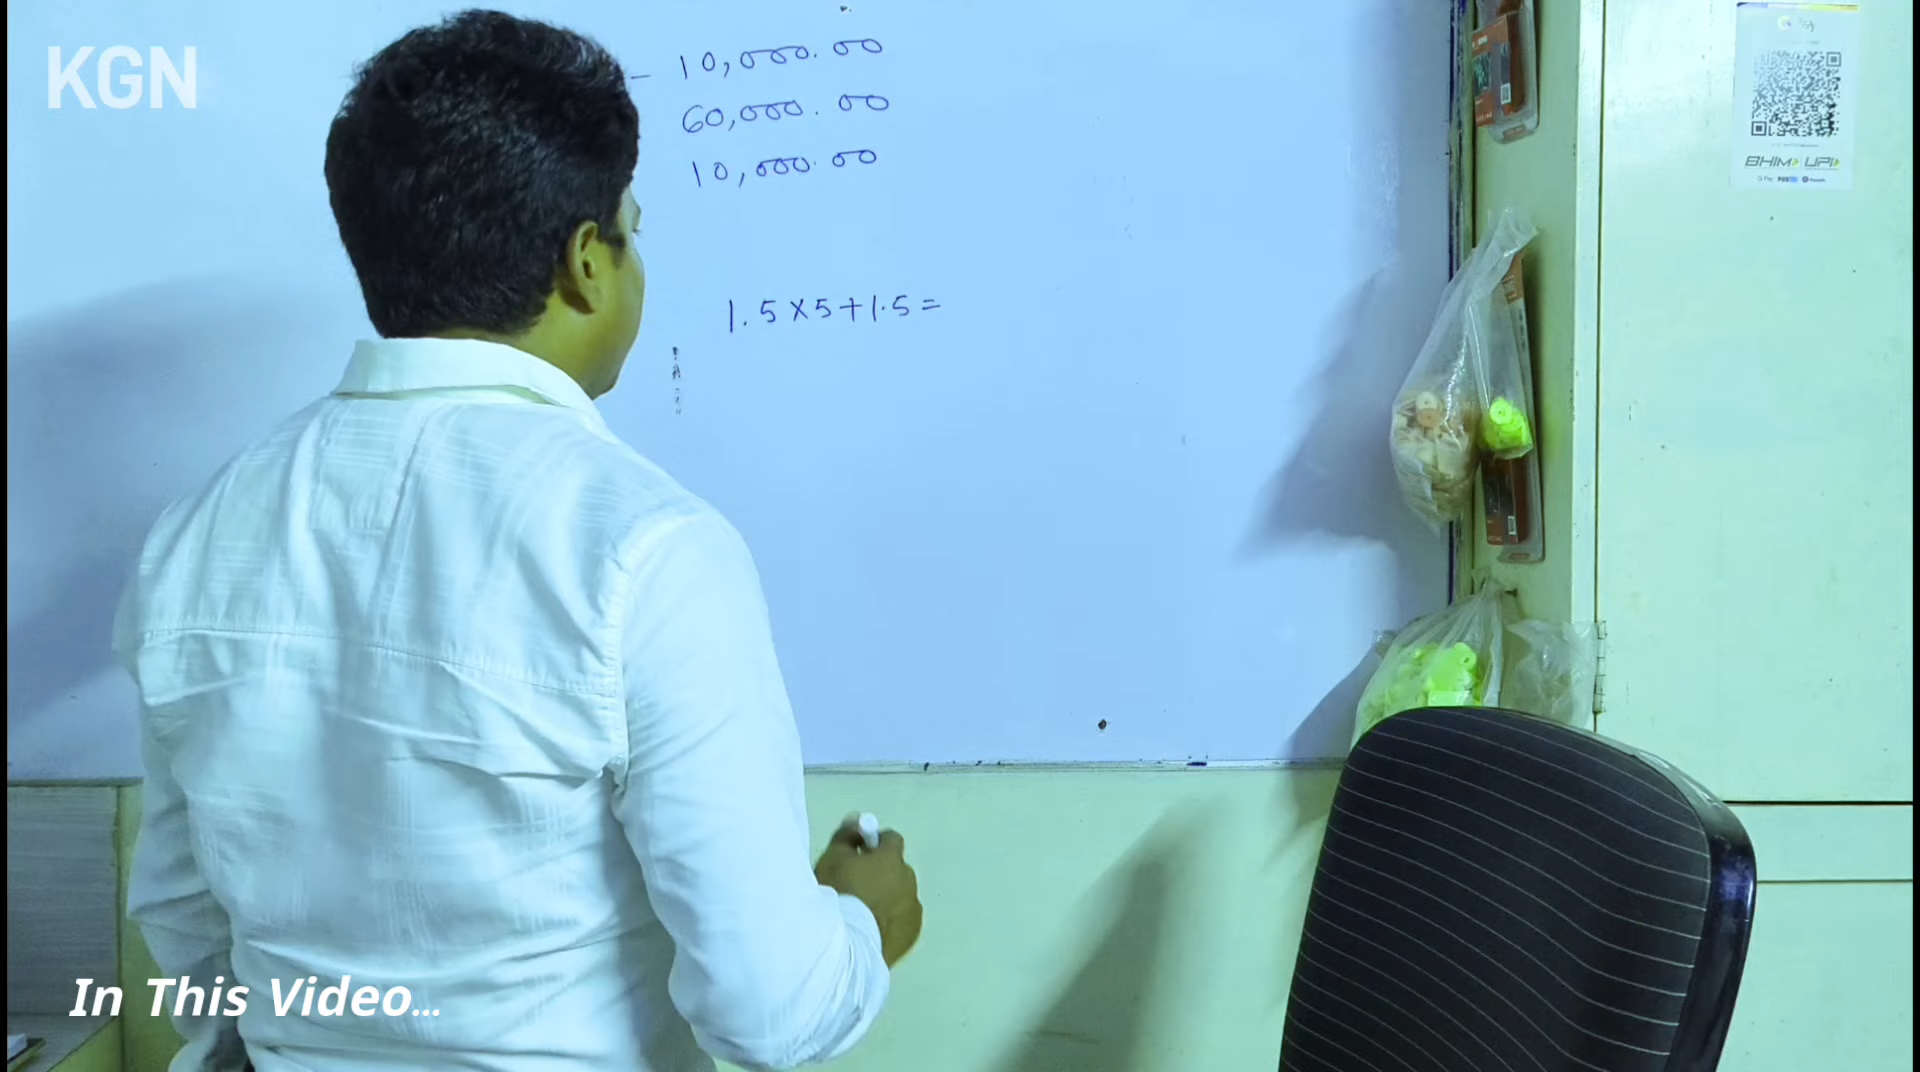 KGN
- 10,000.00
60,000.00
10,000.00
1.5×5+1.5=
BHIM UPI
G Pay
In This Video...